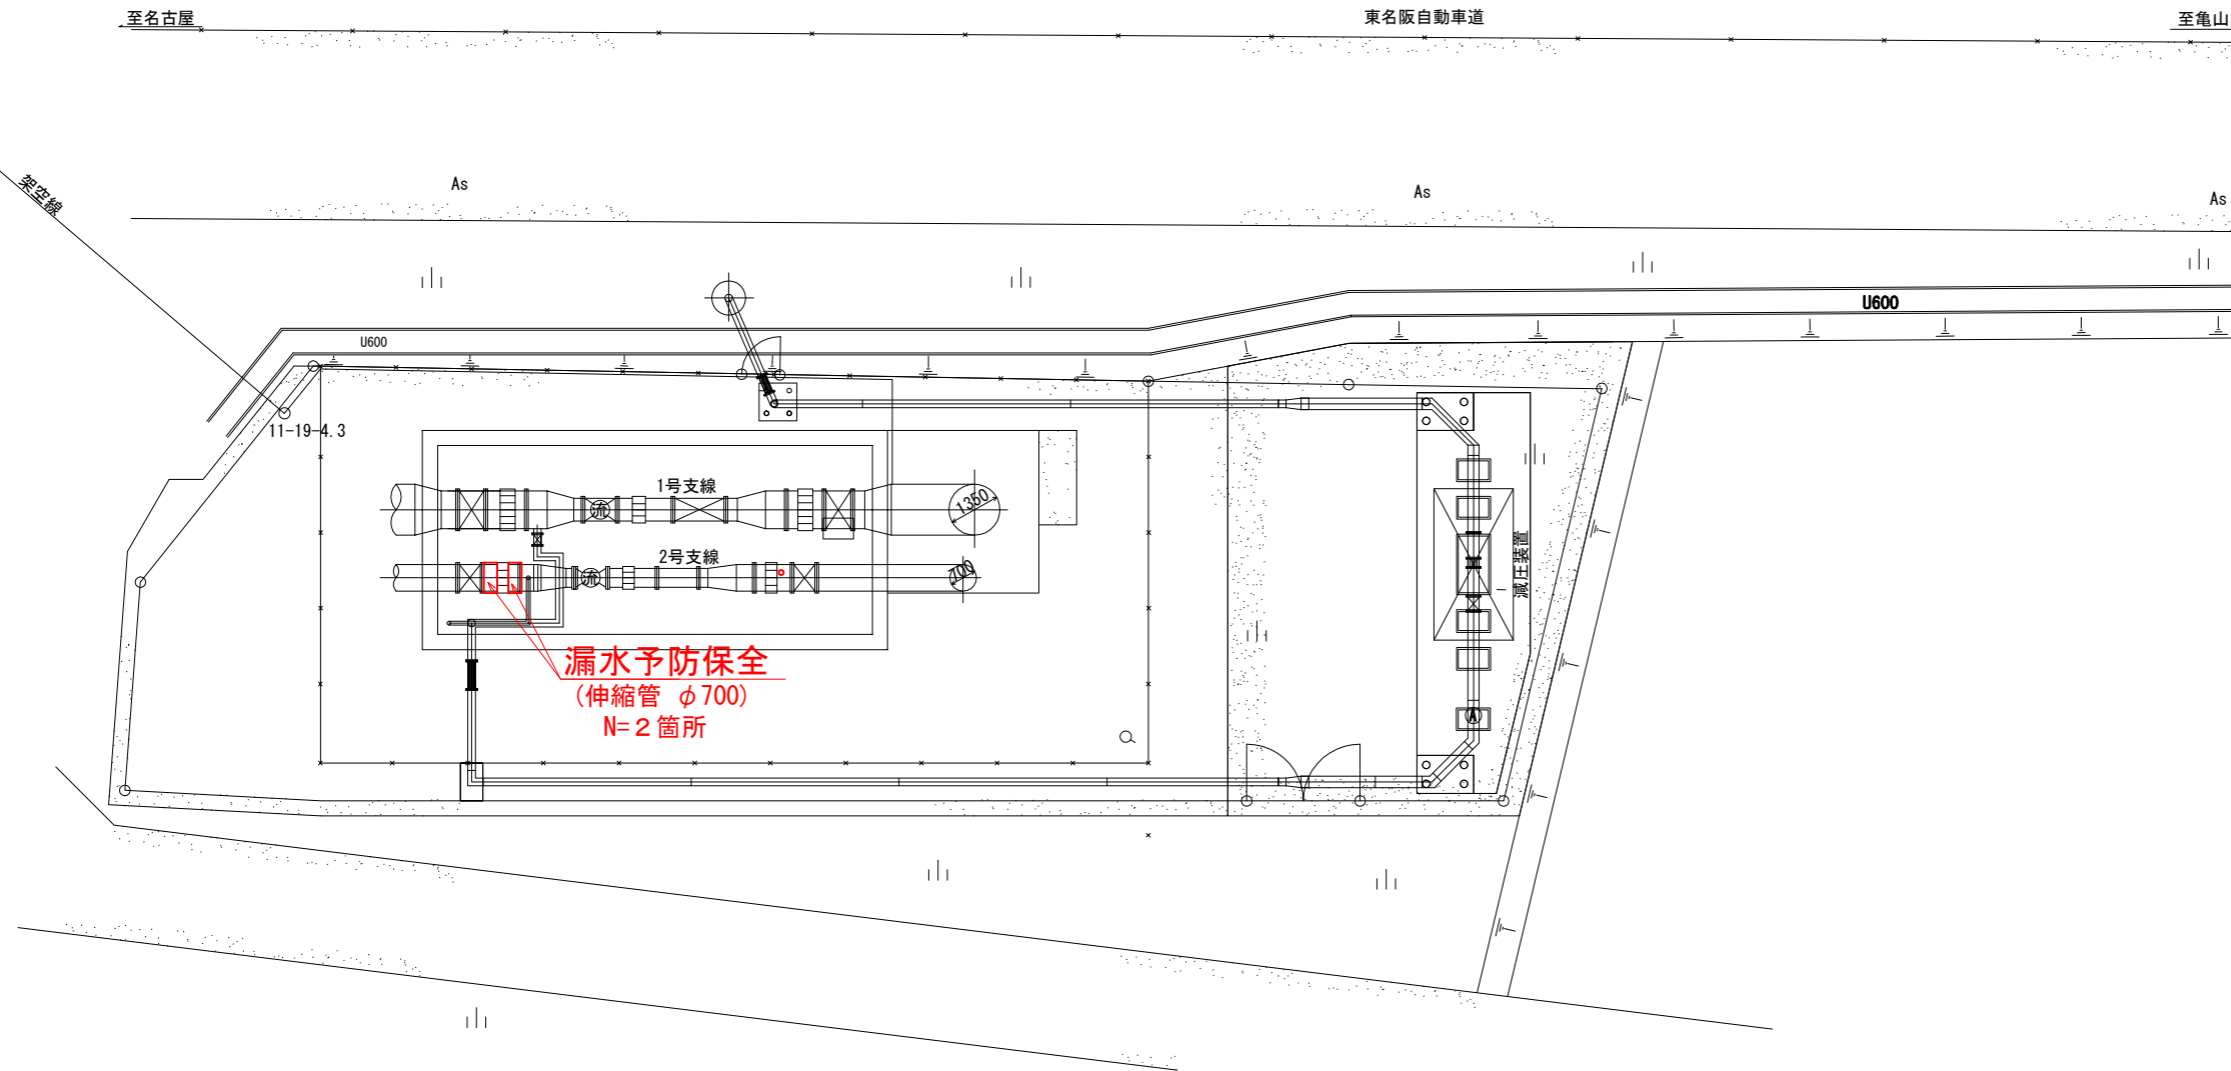 至名古屋
東名阪自動車道
至亀山
架空線
As
As
As
U600
U600
11-19-4.3
1号支線
流
1350
2号支線
流
700
減圧装置
漏水予防保全
(伸縮管 φ700)
N=2箇所
A